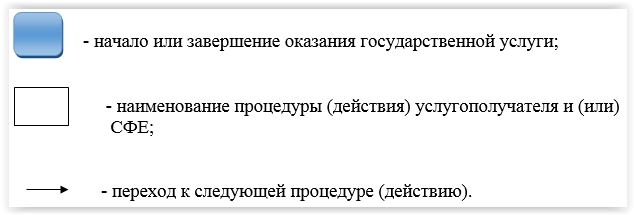 - начало или завершение оказания государственной услуги;
- наименование процедуры (действия) услугополучателя и (или)
СФЕ;
- переход к следующей процедуре (действию).